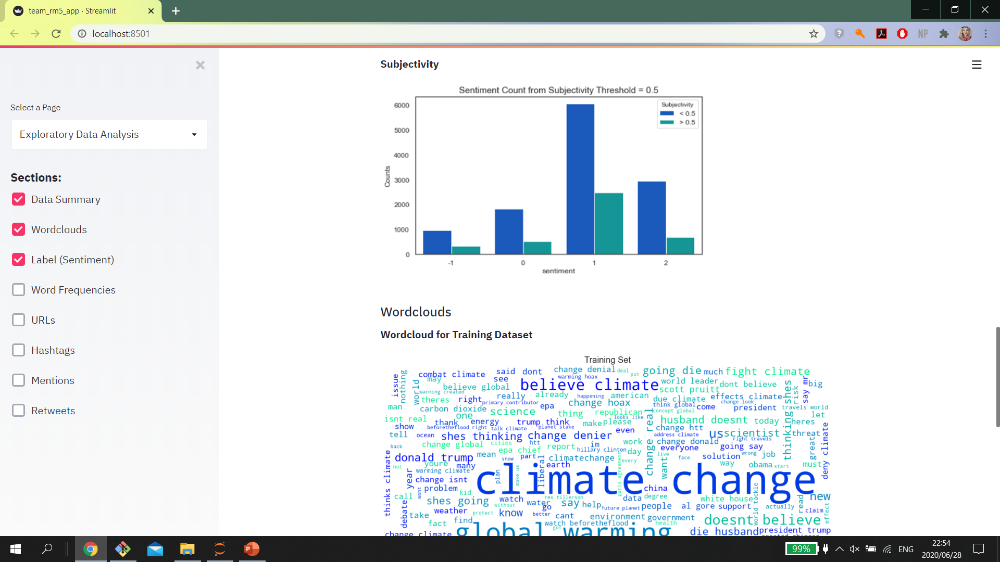 team_rm5_app · Streamlit
localhost:8501
NP
Select a Page
Exploratory Data Analysis
Sections:
Data Summary
Wordclouds
Label (Sentiment)
Word Frequencies
URLs
Hashtags
Mentions
Retweets
Subjectivity
Sentiment Count from Subjectivity Threshold = 0.5
Subjectivity
< 0.5
> 0.5
Counts
6000
5000
4000
3000
2000
1000
0
-1 0 1 2
sentiment
Wordclouds
Wordcloud for Training Dataset
Training Set
issue
nothing
combat climate
said dont
change denial
deal
put
going die
much
fight climate
may
see
warming hoax
world
believe global
believe climate
world leader
scott pruitt
dont believe
thinking shes
risk
say mr
big
warming created
theres
right
really
already
happening
american
due climate
effects climate
man
primary contributor
epa
change hoax
think global
come
change look
president
travels world
carbon dioxide
science
thing
republican
concept global
let
isnt real
one
looks like
change real
husband doesnt
today
heres
thank
energy
trump think
make
please
show
beforetheflood right
talk climate
planet stake
even
change htt
us
scientist
threat
tell
ocean
shes thinking
change denier
address climate
right travels
great
deny climate
change global
cities
htt
report
im
work
change donald
back
epa chief
hillary clinton
day
everyone
going say
donald trump
mean
snow
part
climatechange
every
live
face
solution
wrong
job
thinks climate
hot
youre
many
liberal
earth
want
way
obama
start
must
year
warming climate
plan
make us
paris agreement
climate change
change isnt
wont
problem
kid
china
call
shes going
watch
rex tillerson
data
degree
white house
world tackle
new
without
water
go
say
help
future planet
people
al gore
support
actually
read
claim
effect
debate
weather
protect
know
better
cant
environment
government
doesnt believe
take
fact
find
watch beforetheflood
health
change climate
global warming
got
die husband
president trump
created chinese
99%
ENG
22:54
2020/06/28